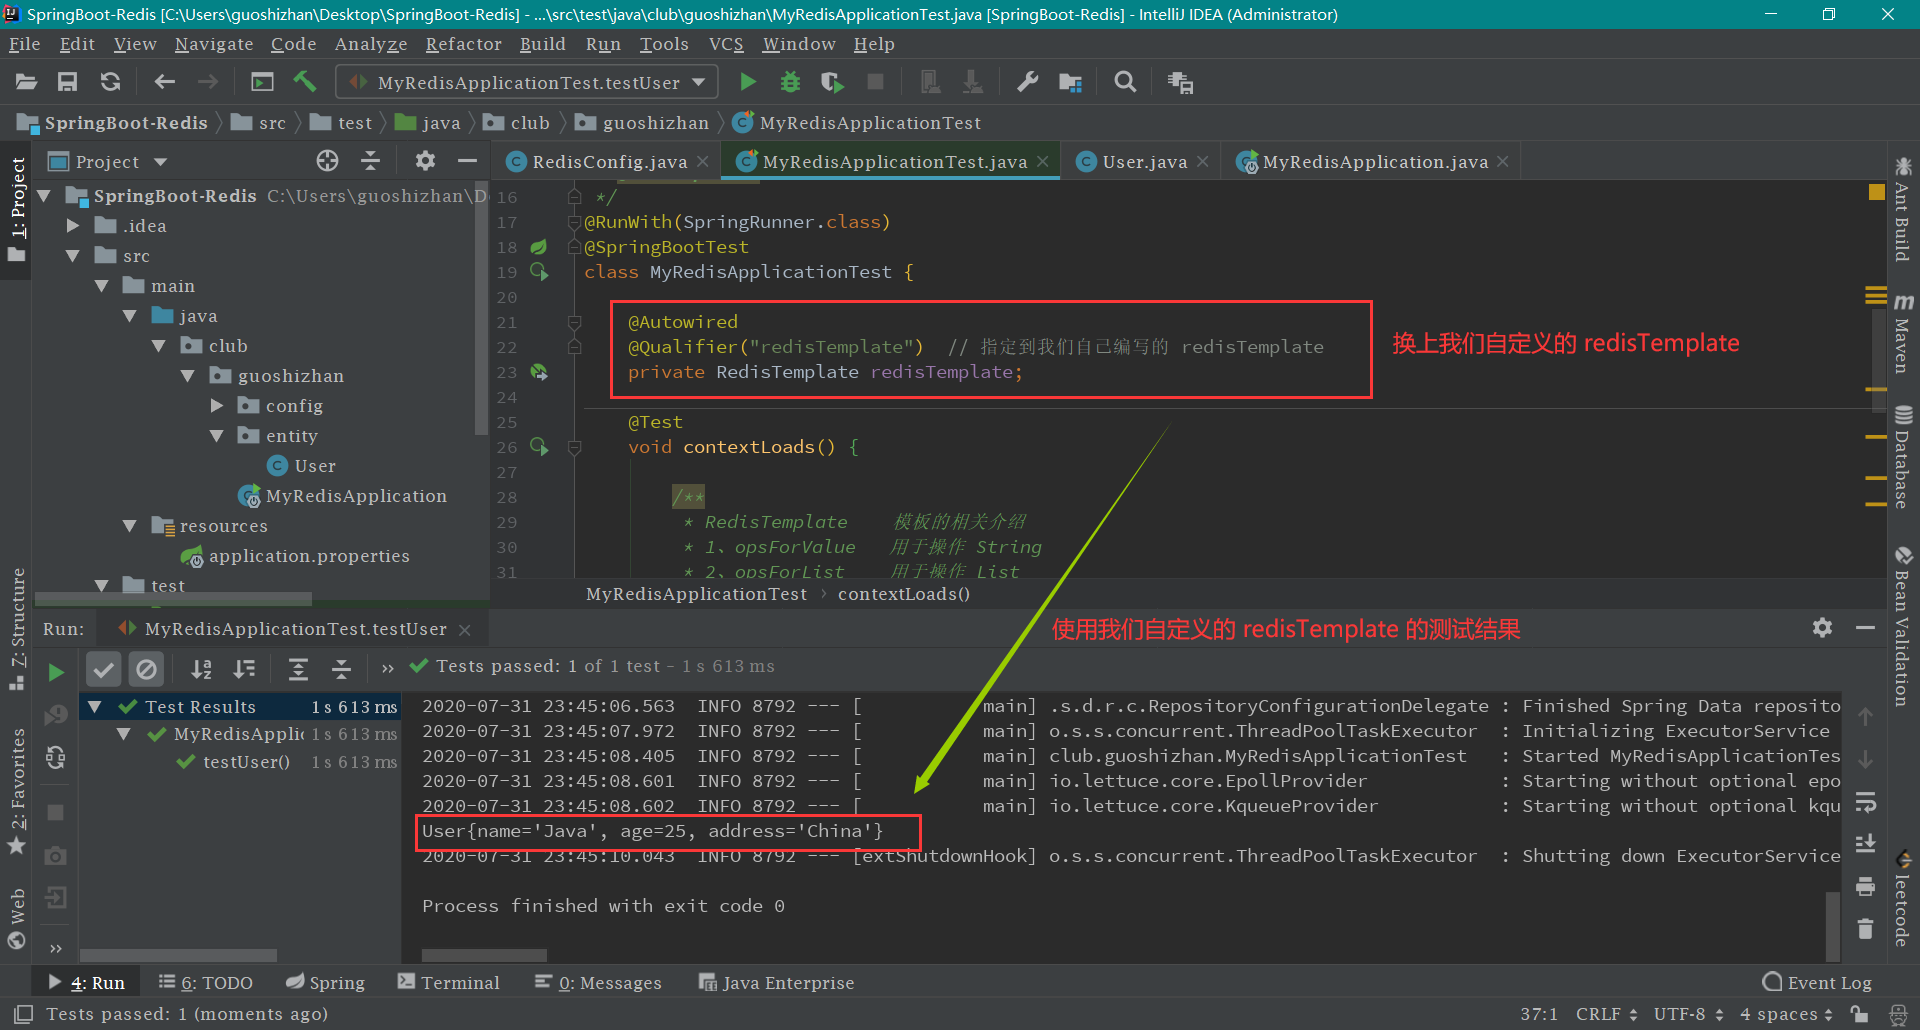 SpringBoot-Redis [C:\Users\guoshizhan\Desktop\SpringBoot-Redis] - ...\src\test\java\club\guoshizhan\MyRedisApplicationTest.java [SpringBoot-Redis] - IntelliJ IDEA (Administrator)
File Edit View Navigate Code Analyze Refactor Build Run Tools VCS Window Help
MyRedisApplicationTest.testUser
SpringBoot-Redis src test java club guoshizhan MyRedisApplicationTest
1: Project
Z: Structure
2: Favorites
Web
Project
SpringBoot-Redis C:\Users\guoshizhan\D
.idea
src
main
java
club
guoshizhan
config
entity
User
MyRedisApplication
resources
application.properties
test
RedisConfig.java MyRedisApplicationTest.java User.java MyRedisApplication.java
16 */
17 @RunWith(SpringRunner.class)
18 @SpringBootTest
19 class MyRedisApplicationTest {
20
21 @Autowired
22 @Qualifier("redisTemplate") // 指定到我们自己编写的 redisTemplate
23 private RedisTemplate redisTemplate;
24
25 @Test
26 void contextLoads() {
27
28 /**
29 * RedisTemplate 模板的相关介绍
30 * 1、opsForValue 用于操作 String
31 * 2、opsForList 用于操作 List
换上我们自定义的 redisTemplate
MyRedisApplicationTest › contextLoads()
Ant Build
Maven
Database
Bean Validation
leetcode
Run: MyRedisApplicationTest.testUser
使用我们自定义的 redisTemplate 的测试结果
» Tests passed: 1 of 1 test – 1 s 613 ms
Test Results 1 s 613 ms
MyRedisApplic 1 s 613 ms
testUser() 1 s 613 ms
2020-07-31 23:45:06.563 INFO 8792 --- [ main] .s.d.r.c.RepositoryConfigurationDelegate : Finished Spring Data reposito
2020-07-31 23:45:07.972 INFO 8792 --- [ main] o.s.s.concurrent.ThreadPoolTaskExecutor : Initializing ExecutorService
2020-07-31 23:45:08.405 INFO 8792 --- [ main] club.guoshizhan.MyRedisApplicationTest : Started MyRedisApplicationTes
2020-07-31 23:45:08.601 INFO 8792 --- [ main] io.lettuce.core.EpollProvider : Starting without optional epo
2020-07-31 23:45:08.602 INFO 8792 --- [ main] io.lettuce.core.KqueueProvider : Starting without optional kqu
User{name='Java', age=25, address='China'}
2020-07-31 23:45:10.043 INFO 8792 --- [extShutdownHook] o.s.s.concurrent.ThreadPoolTaskExecutor : Shutting down ExecutorService
Process finished with exit code 0
»
4: Run 6: TODO Spring Terminal 0: Messages Java Enterprise Event Log
Tests passed: 1 (moments ago) 37:1 CRLF UTF-8 4 spaces